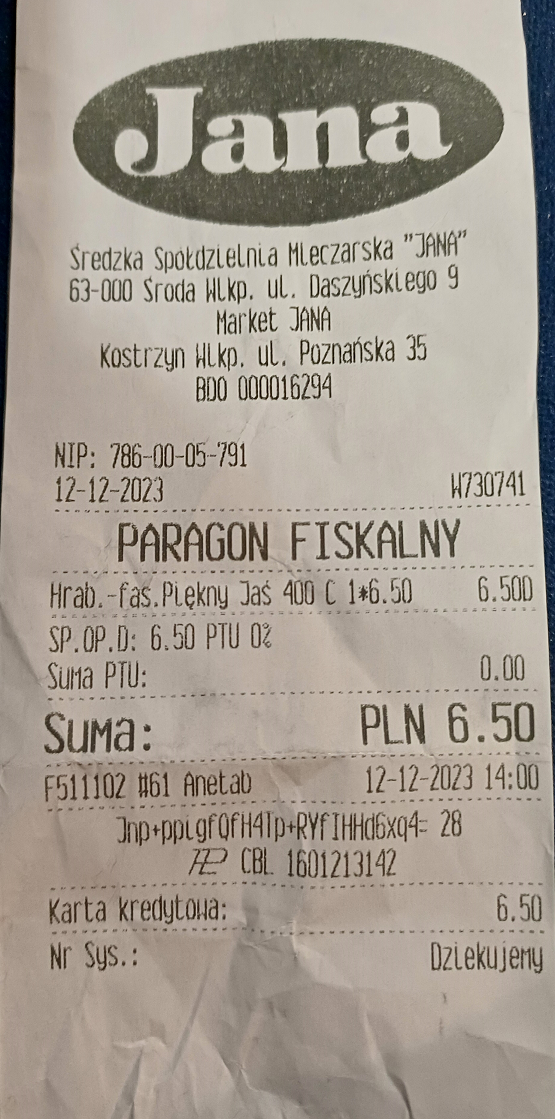 Jana
Średzka Spółdzielnia Mleczarska "JANA"
63-000 Środa Wlkp. ul. Daszyńskiego 9
Market JANA
Kostrzyn Wlkp. ul. Poznańska 35
BDO 000016294
NIP: 786-00-05-791
12-12-2023 W730741
PARAGON FISKALNY
Hrab.-fas.Piękny Jaś 400 C 1*6.50 6.50D
SP.OP.D: 6.50 PTU 0%
Suma PTU: 0.00
Suma: PLN 6.50
F511102 #61 Anetab 12-12-2023 14:00
Jnp+ppigfQfH4Tp+RYfIHHd6xq4= 28
CBL 1601213142
Karta kredytowa: 6.50
Nr Sys.: Dziekujemy